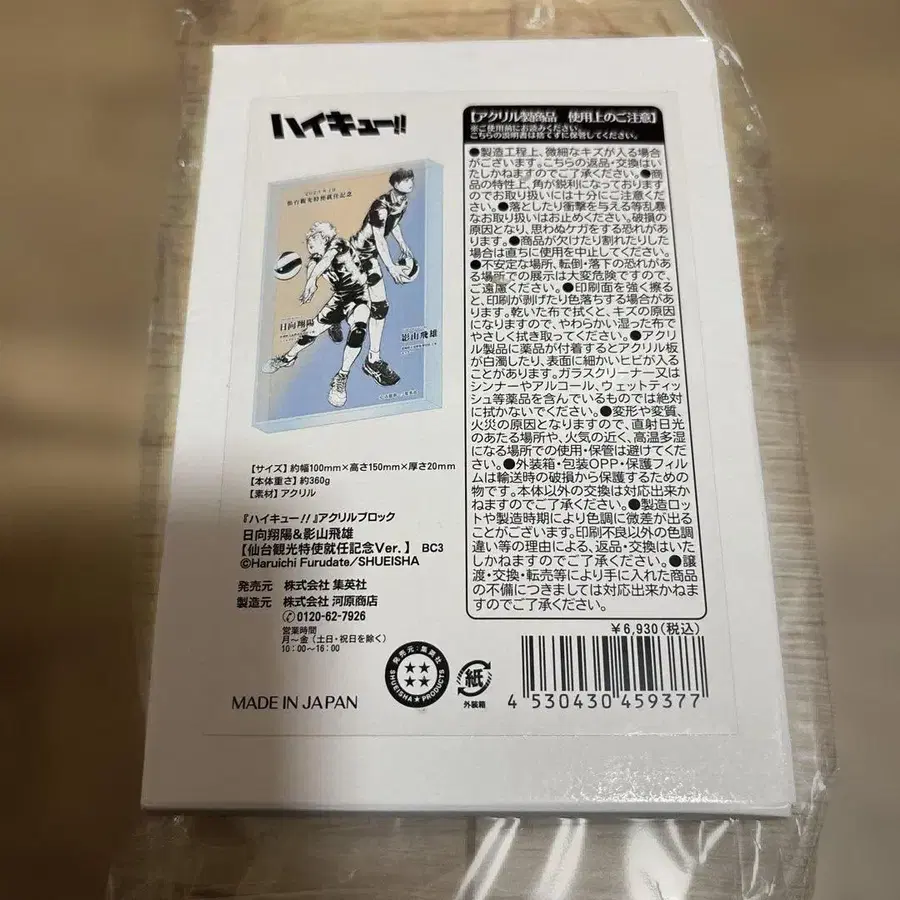 ハイキュー!!
仙台観光特使就任記念
日向翔陽
影山飛雄
【サイズ】約幅100mm×高さ150mm×厚さ20mm
【本体重さ】約360g
【素材】アクリル
『ハイキュー!!』アクリルブロック
日向翔陽&影山飛雄
【仙台観光特使就任記念Ver.】 BC3
©Haruichi Furudate/SHUEISHA
発売元 株式会社 集英社
製造元 株式会社 河原商店
0120-62-7926
営業時間
月～金(土日・祝日を除く)
10:00～16:00
MADE IN JAPAN
発売元:集英社
SHUEISHA★PRODUCTS
紙
外装箱
【アクリル製商品 使用上のご注意】
※ご使用前にお読みください。
こちらの説明書は捨てずに保管してください。
●製造工程上、微細なキズが入る場合
がございます。こちらの返品・交換はい
たしかねますのでご了承ください。●商
品の特性上、角が鋭利になっております
のでお取り扱いには十分にご注意くださ
い。●落としたり衝撃を与える等乱暴
なお取り扱いはお止めください。破損の
原因となり、思わぬケガをする恐れがあ
ります。●商品が欠けたり割れたりした
場合は直ちに使用を中止してください。
●不安定な場所、転倒・落下の恐れがあ
る場所での展示は大変危険ですので、
ご遠慮ください。●印刷面を強く擦る
と、印刷が剥げたり色落ちする場合があ
ります。乾いた布で拭くと、キズの原因
になりますので、やわらかい湿った布で
やさしく拭き取ってください。●アクリ
ル製品に薬品が付着するとアクリル板
が白濁したり、表面に細かいヒビが入る
ことがあります。ガラスクリーナー又は
シンナーやアルコール、ウェットティッ
シュ等薬品を含んでいるものでは絶対
に拭かないでください。●変形や変質、
火災の原因となりますので、直射日光
のあたる場所や、火気の近く、高温多湿
になる場所での使用・保管は避けてくだ
さい。●外装箱・包装OPP・保護フィル
ムは輸送時の破損から保護するための
物です。本体以外の交換は対応出来か
ねますのでご了承ください。●製造ロッ
トや製造時期により色調に微差が出る
ことがございます。印刷不良以外の色調
違い等の理由による、返品・交換はいた
しかねますのでご了承ください。●譲
渡・交換・転売等により手に入れた商品
の不備につきましては対応出来かねま
すのでご了承ください。
￥6,930(税込)
4 530430 459377